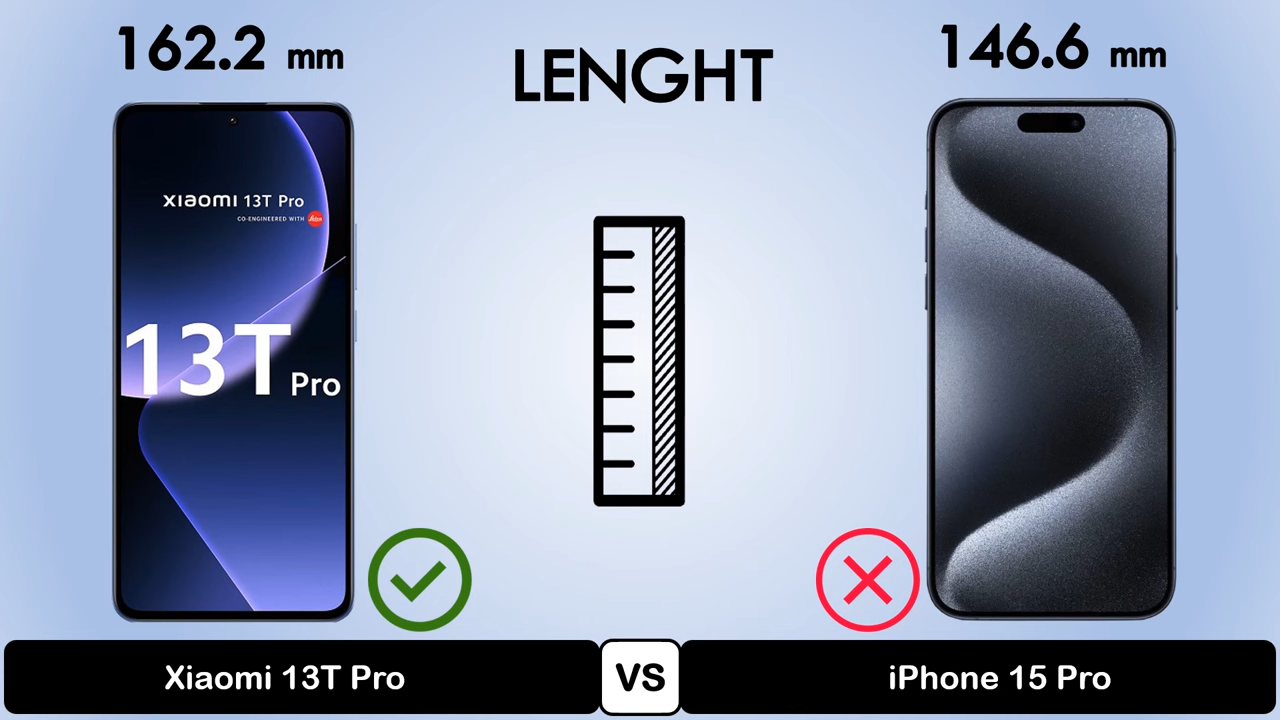 162.2 mm
LENGHT
146.6 mm
xiaomi 13T Pro
CO-ENGINEERED WITH Leica
13T Pro
Xiaomi 13T Pro
VS
iPhone 15 Pro